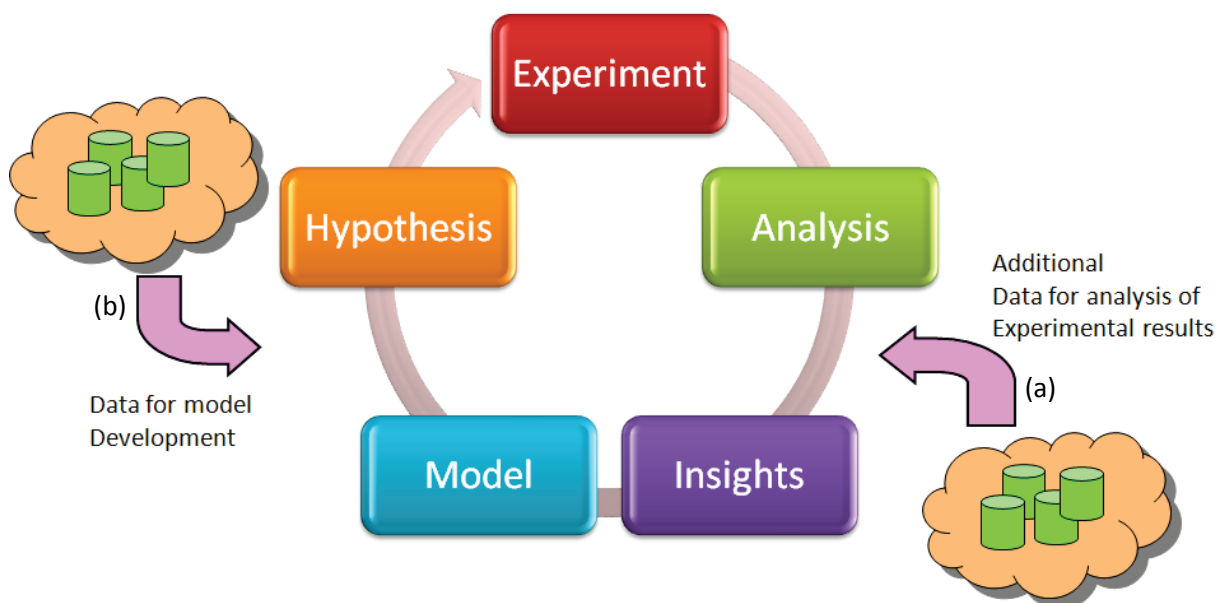 Experiment
Hypothesis
Analysis
Additional
Data for analysis of
Experimental results
(b)
(a)
Data for model
Development
Model
Insights